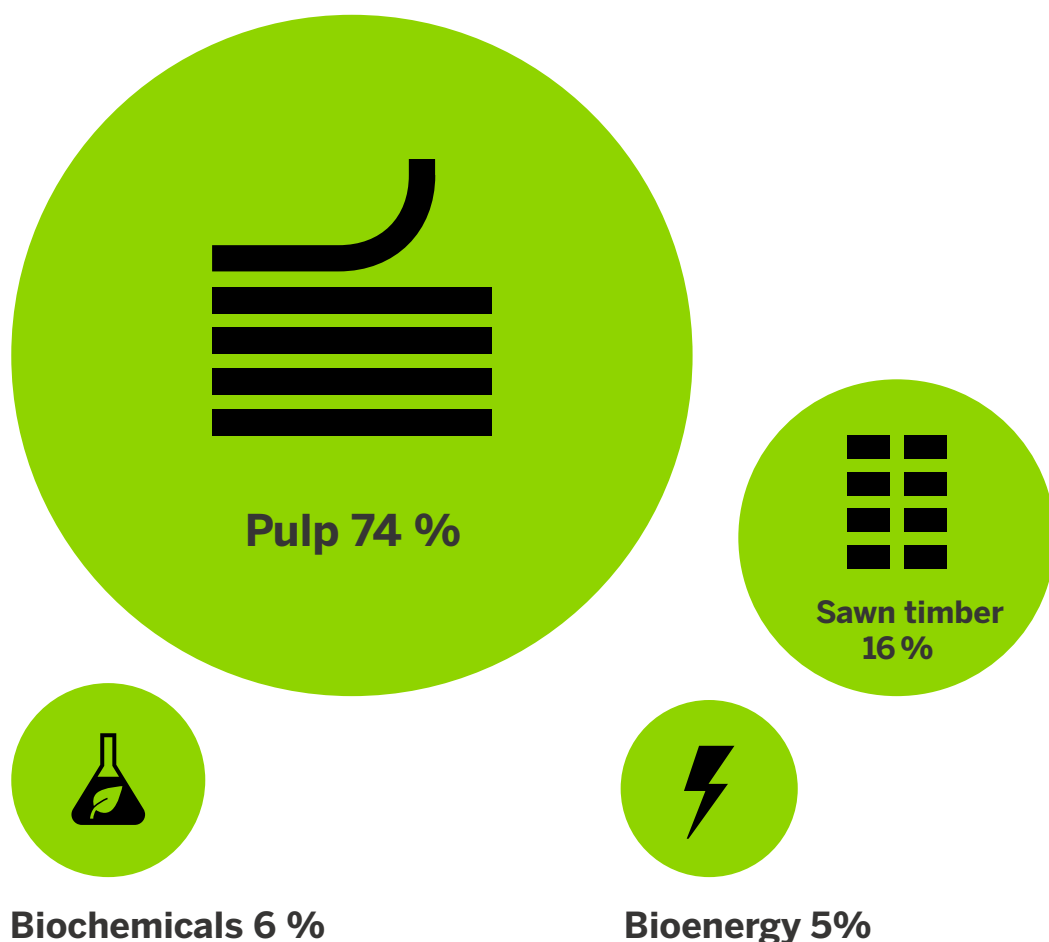 Pulp 74 %
Sawn timber
16 %
Biochemicals 6 %
Bioenergy 5%